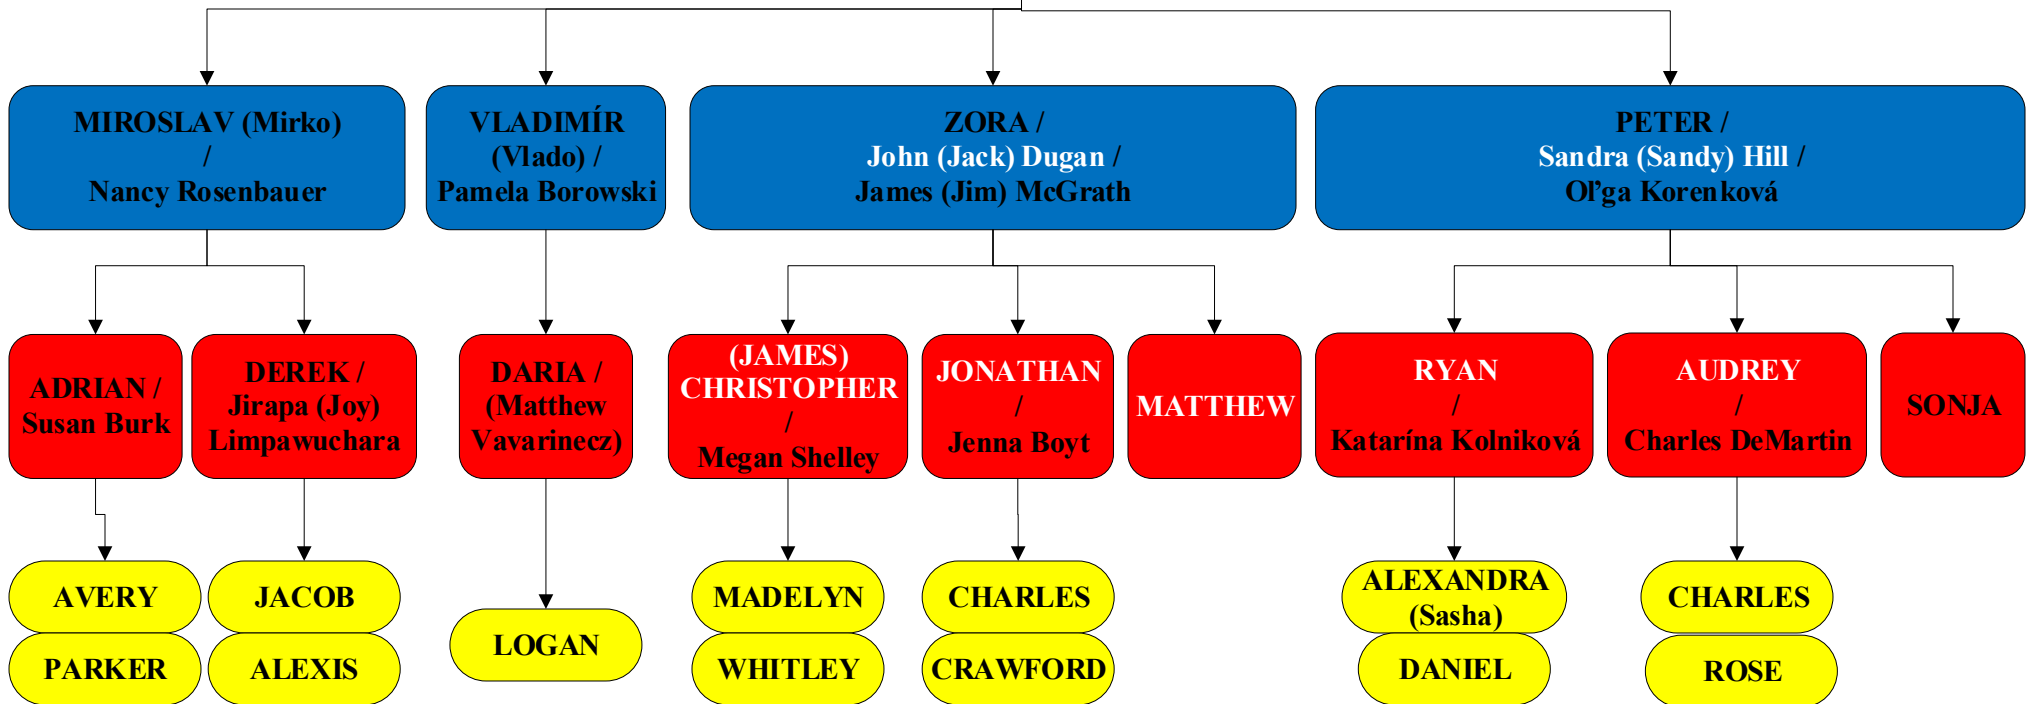 MIROSLAV (Mirko)
/
Nancy Rosenbauer
VLADIMÍR
(Vlado) /
Pamela Borowski
ZORA /
John (Jack) Dugan /
James (Jim) McGrath
PETER /
Sandra (Sandy) Hill /
Oľga Korenková
ADRIAN /
Susan Burk
DEREK /
Jirapa (Joy)
Limpawuchara
DARIA /
(Matthew
Vavarinecz)
(JAMES)
CHRISTOPHER
/
Megan Shelley
JONATHAN
/
Jenna Boyt
MATTHEW
RYAN
/
Katarína Kolniková
AUDREY
/
Charles DeMartin
SONJA
AVERY
PARKER
JACOB
ALEXIS
LOGAN
MADELYN
WHITLEY
CHARLES
CRAWFORD
ALEXANDRA
(Sasha)
DANIEL
CHARLES
ROSE